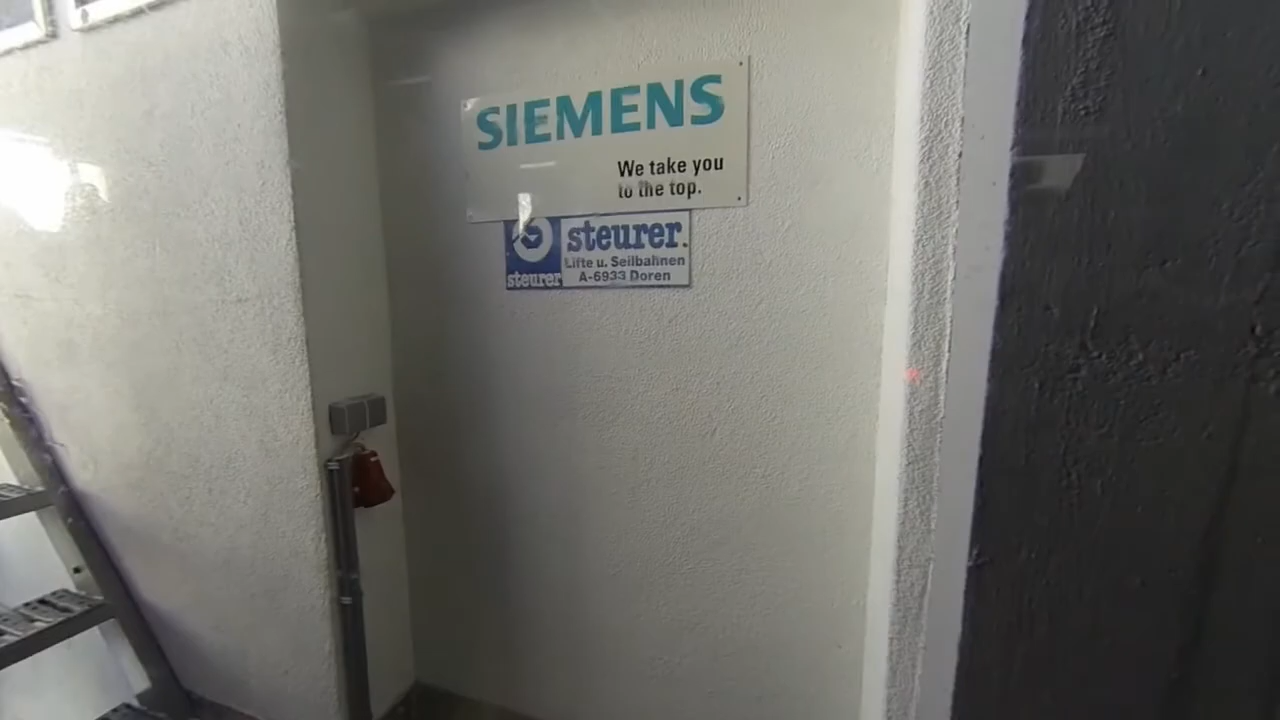 SIEMENS
We take you
to the top.
steurer.
Lifte u. Seilbahnen
A-6933 Doren
steurer